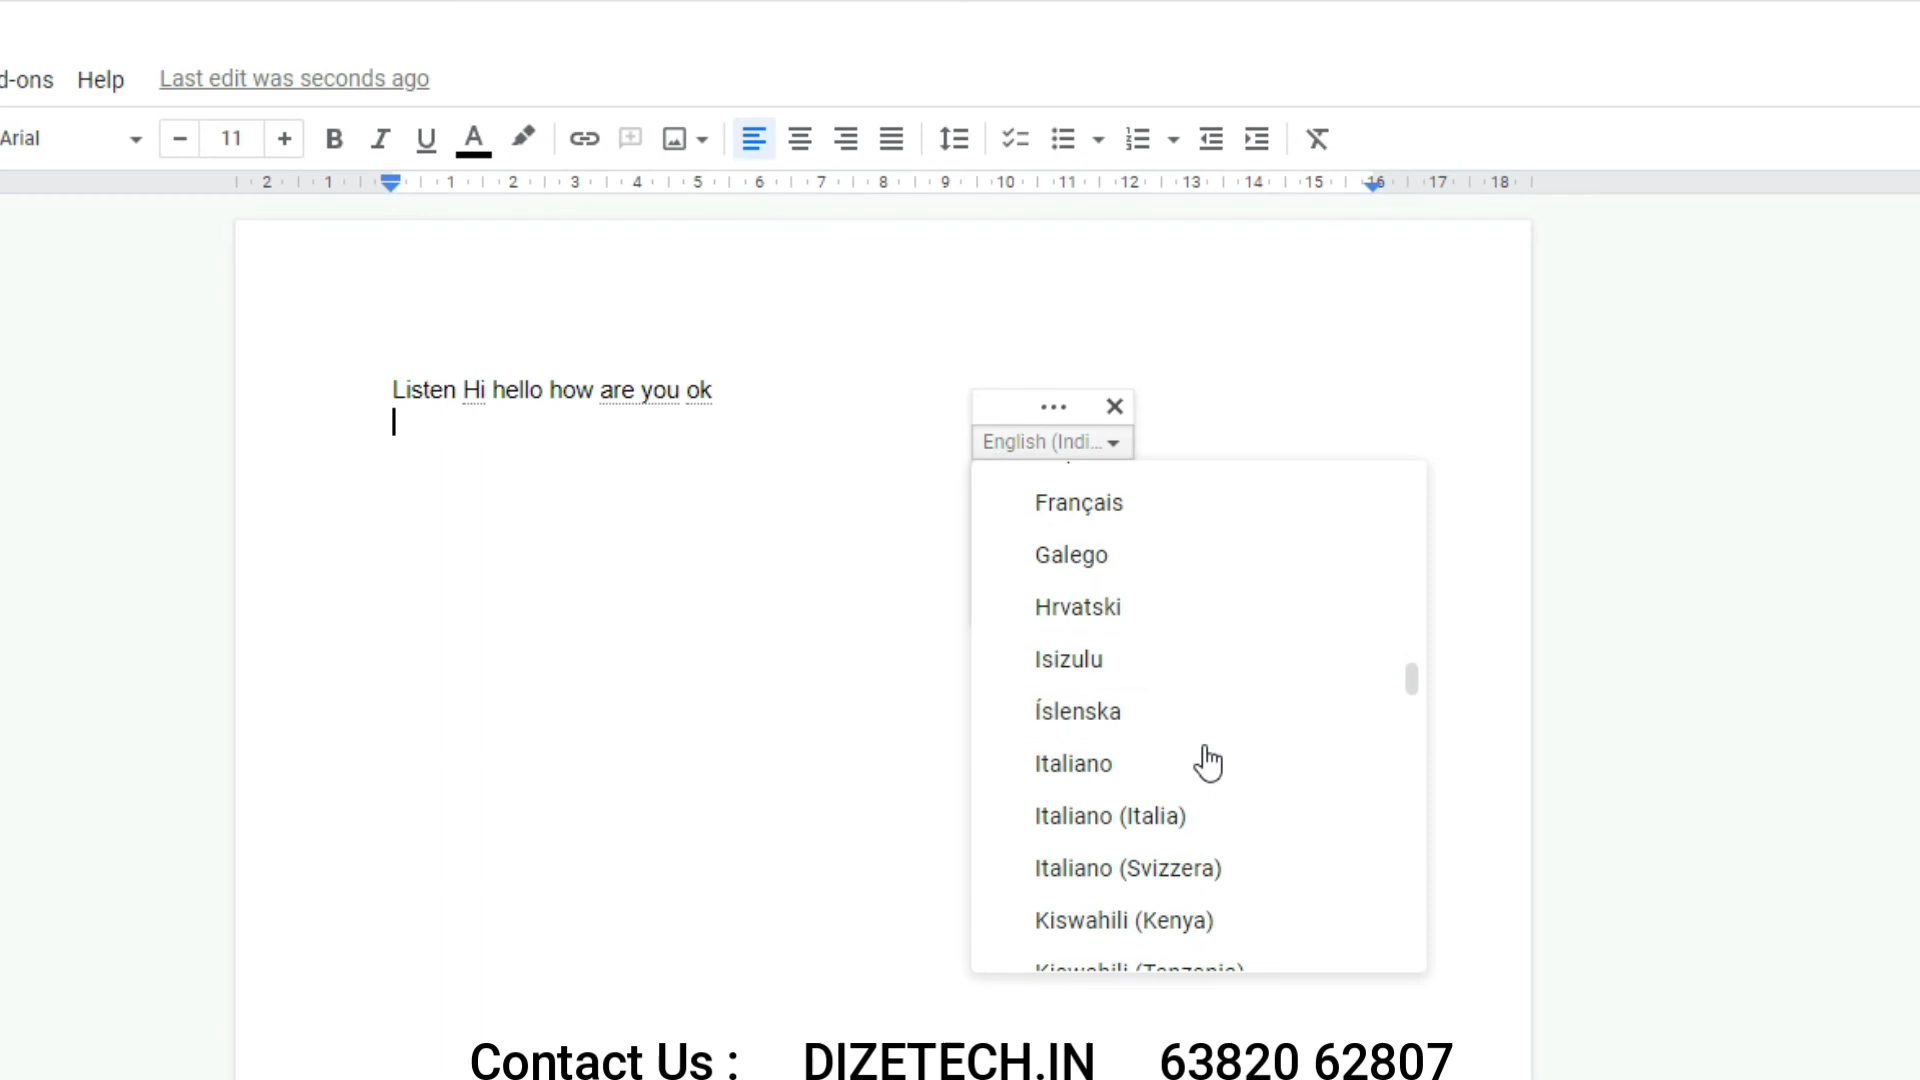 d-ons Help Last edit was seconds ago
Arial 11 B I U A
2 1 1 2 3 4 5 6 7 8 9 10 11 12 13 14 15 16 17 18
Listen Hi hello how are you ok
English (Indi...
Français
Galego
Hrvatski
Isizulu
Íslenska
Italiano
Italiano (Italia)
Italiano (Svizzera)
Kiswahili (Kenya)
Kiswahili (Tanzania)
Contact Us : DIZETECH.IN 63820 62807